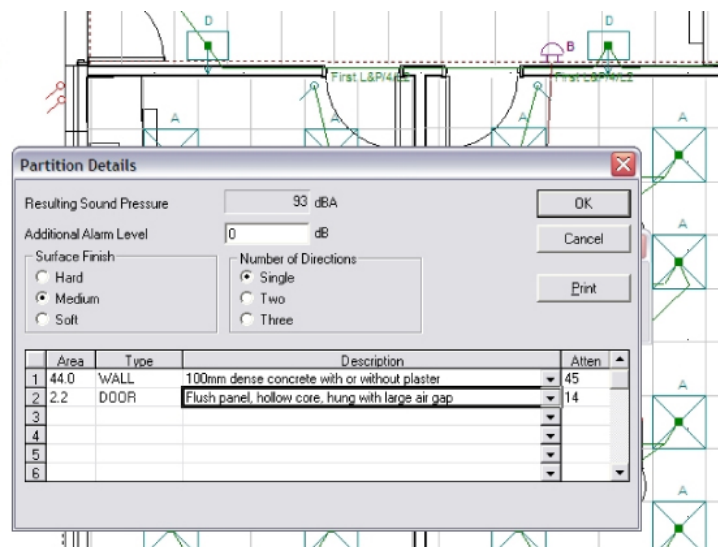 D
B
D
First L&P/4/L2
First L&P/4/L2
A
A
A
A
Partition Details
Resulting Sound Pressure 93 dBA
OK
Additional Alarm Level 0 dB
Cancel
A
Surface Finish
Number of Directions
Hard
Single
Print
Medium
Two
Soft
Three
Area Type Description Atten
1 44.0 WALL 100mm dense concrete with or without plaster 45
2 2.2 DOOR Flush panel, hollow core, hung with large air gap 14
A
3
4
5
6
A